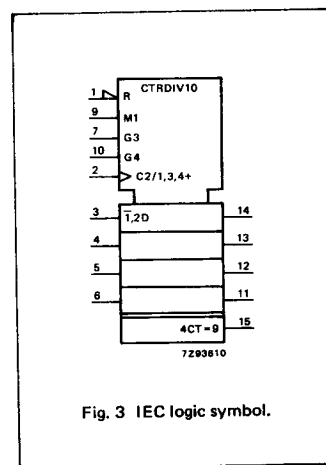 CTRDIV10
1 R
9 M1
7 G3
10 G4
2 C2/1,3,4+
3 1̅,2D 14
4 13
5 12
6 11
4CT=9 15
7Z93610
Fig. 3 IEC logic symbol.